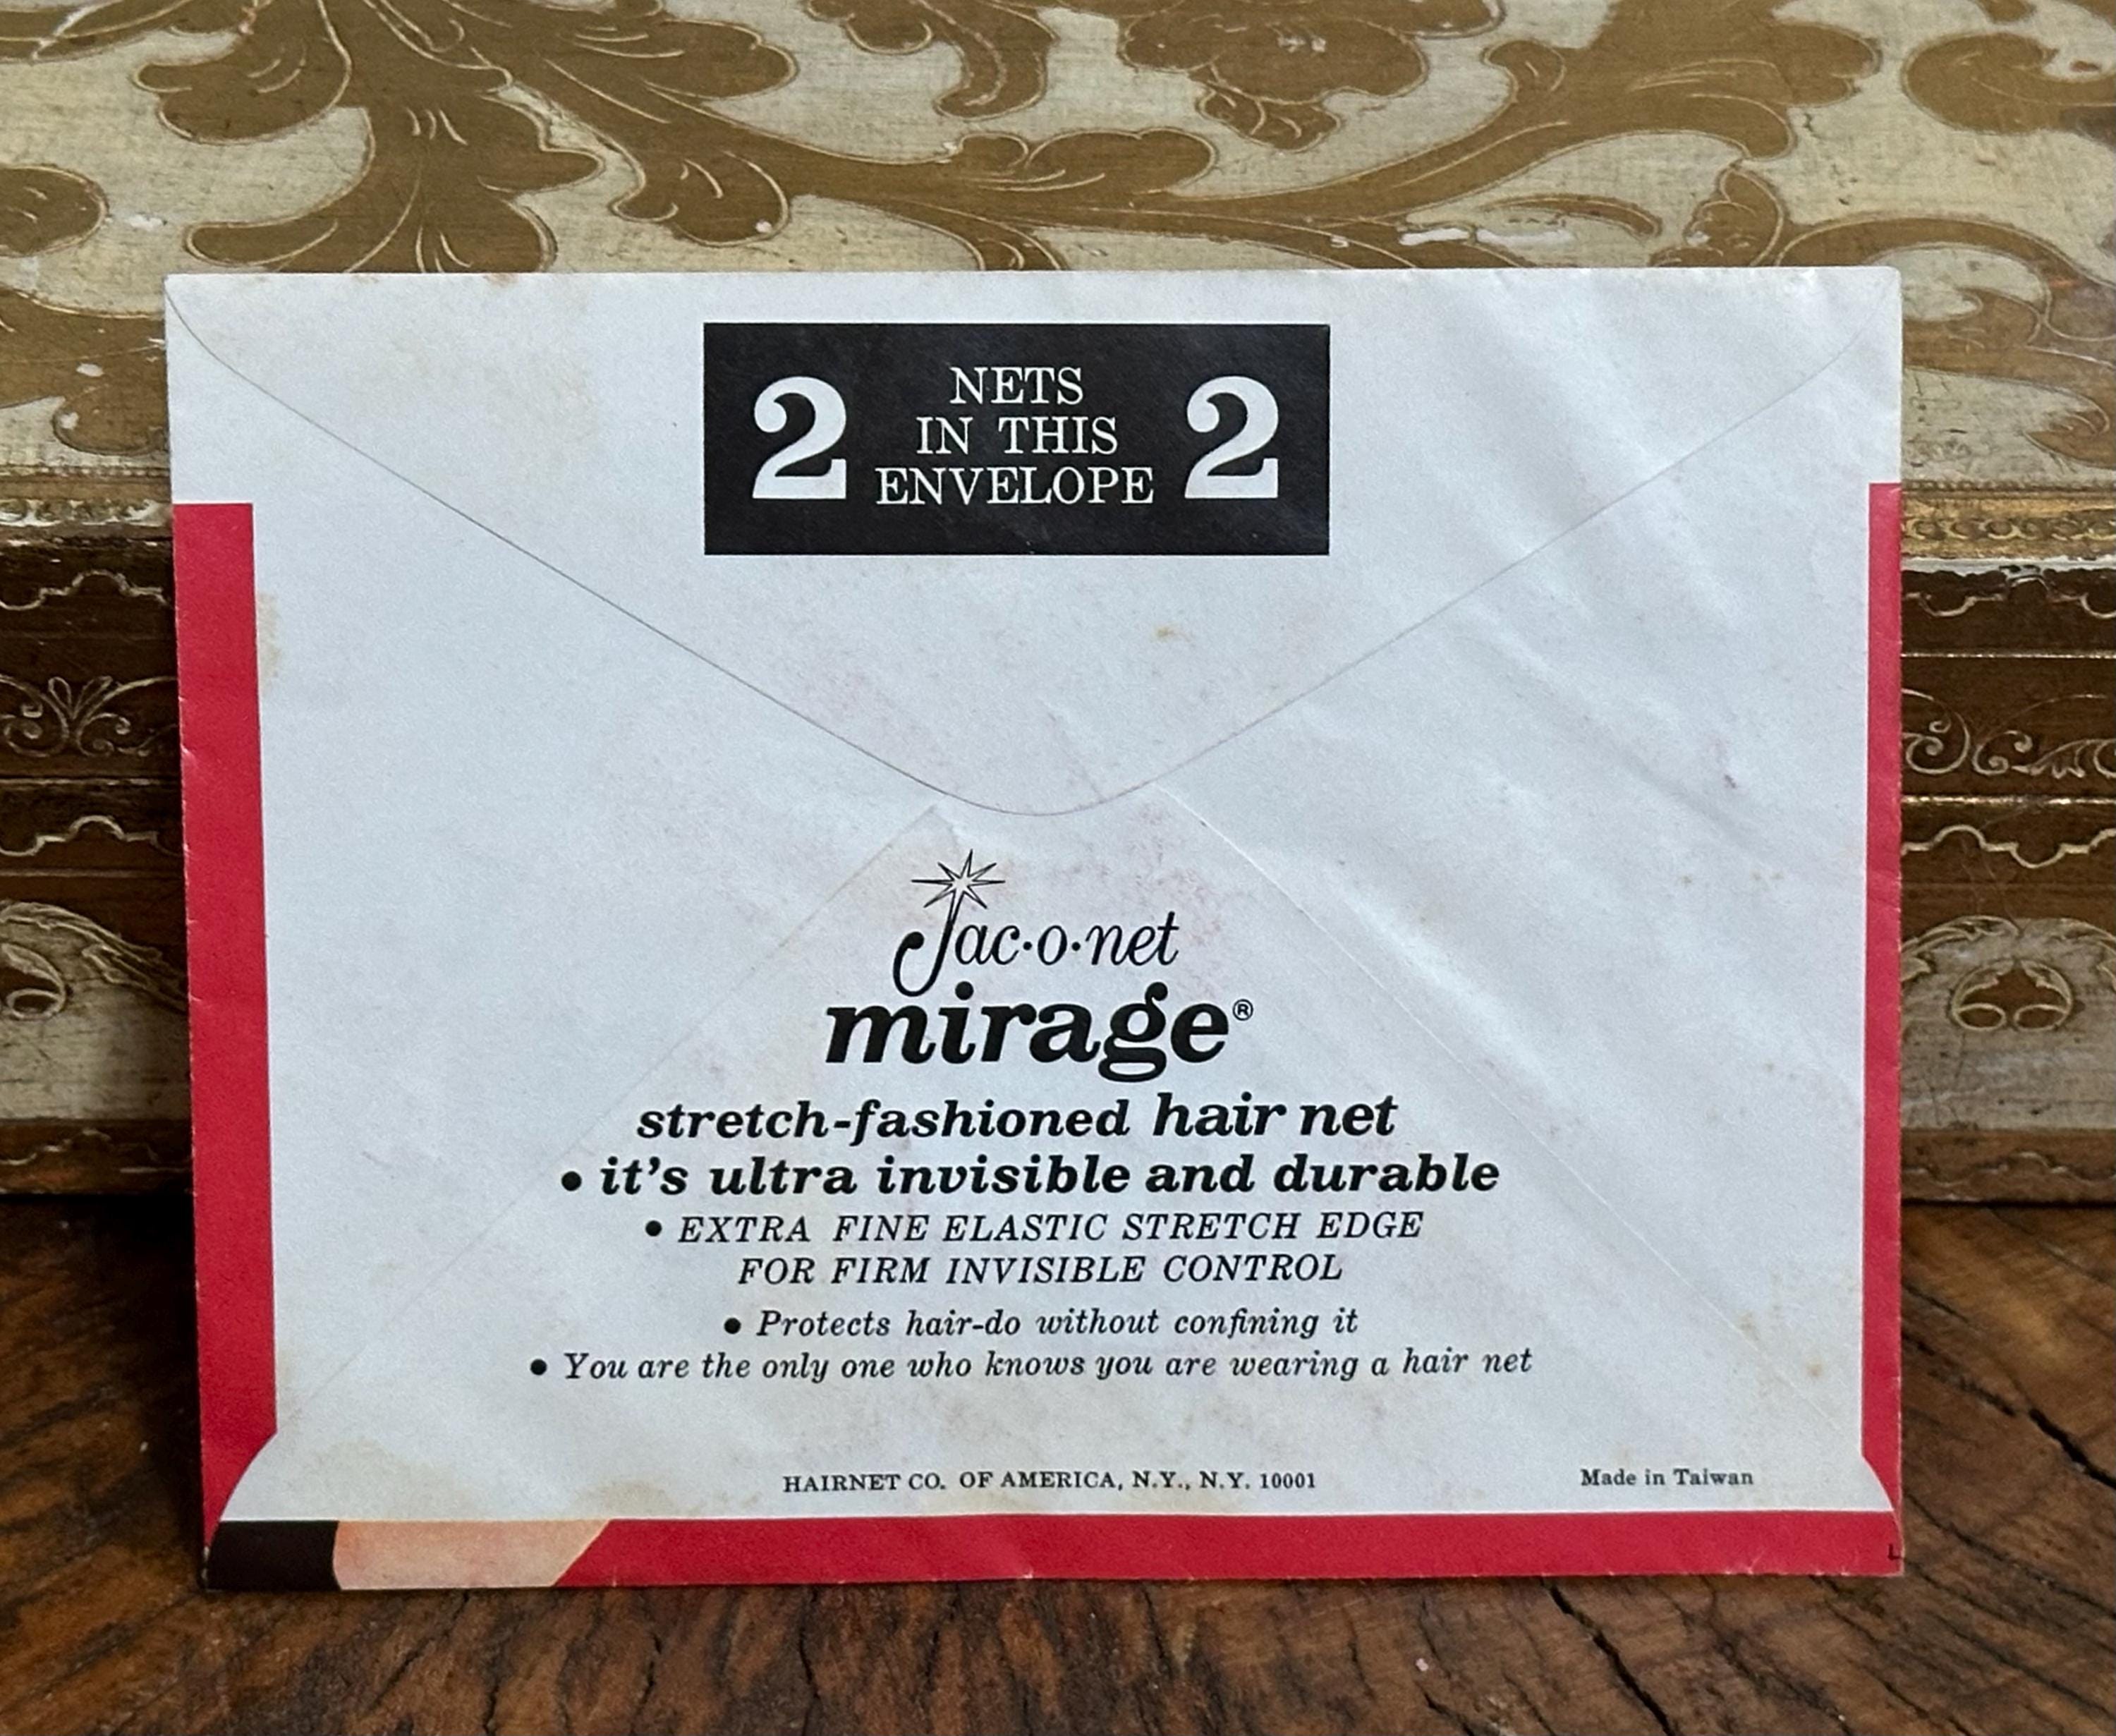 2 NETS 2
IN THIS
ENVELOPE
Jac·o·net
mirage®
stretch-fashioned hair net
• it's ultra invisible and durable
• EXTRA FINE ELASTIC STRETCH EDGE
FOR FIRM INVISIBLE CONTROL
• Protects hair-do without confining it
• You are the only one who knows you are wearing a hair net
HAIRNET CO. OF AMERICA, N.Y., N.Y. 10001
Made in Taiwan